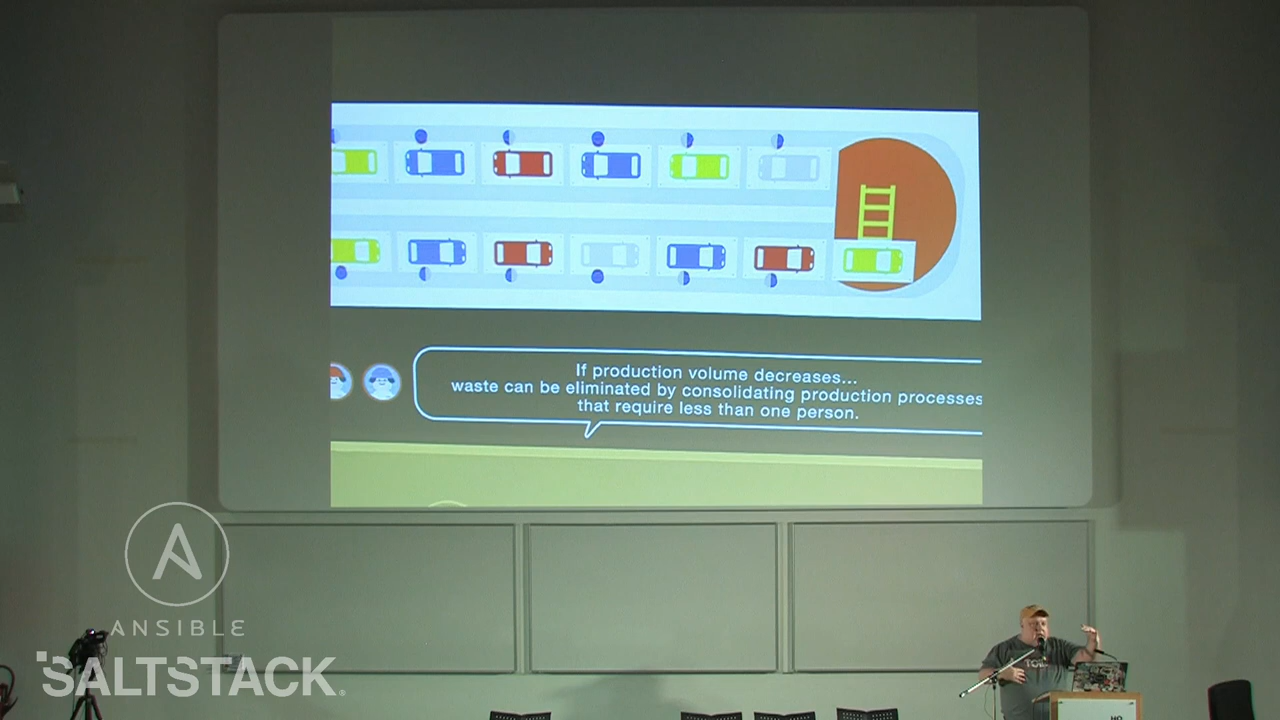 If production volume decreases...
waste can be eliminated by consolidating production processes
that require less than one person.
ANSIBLE
SALTSTACK
HQ